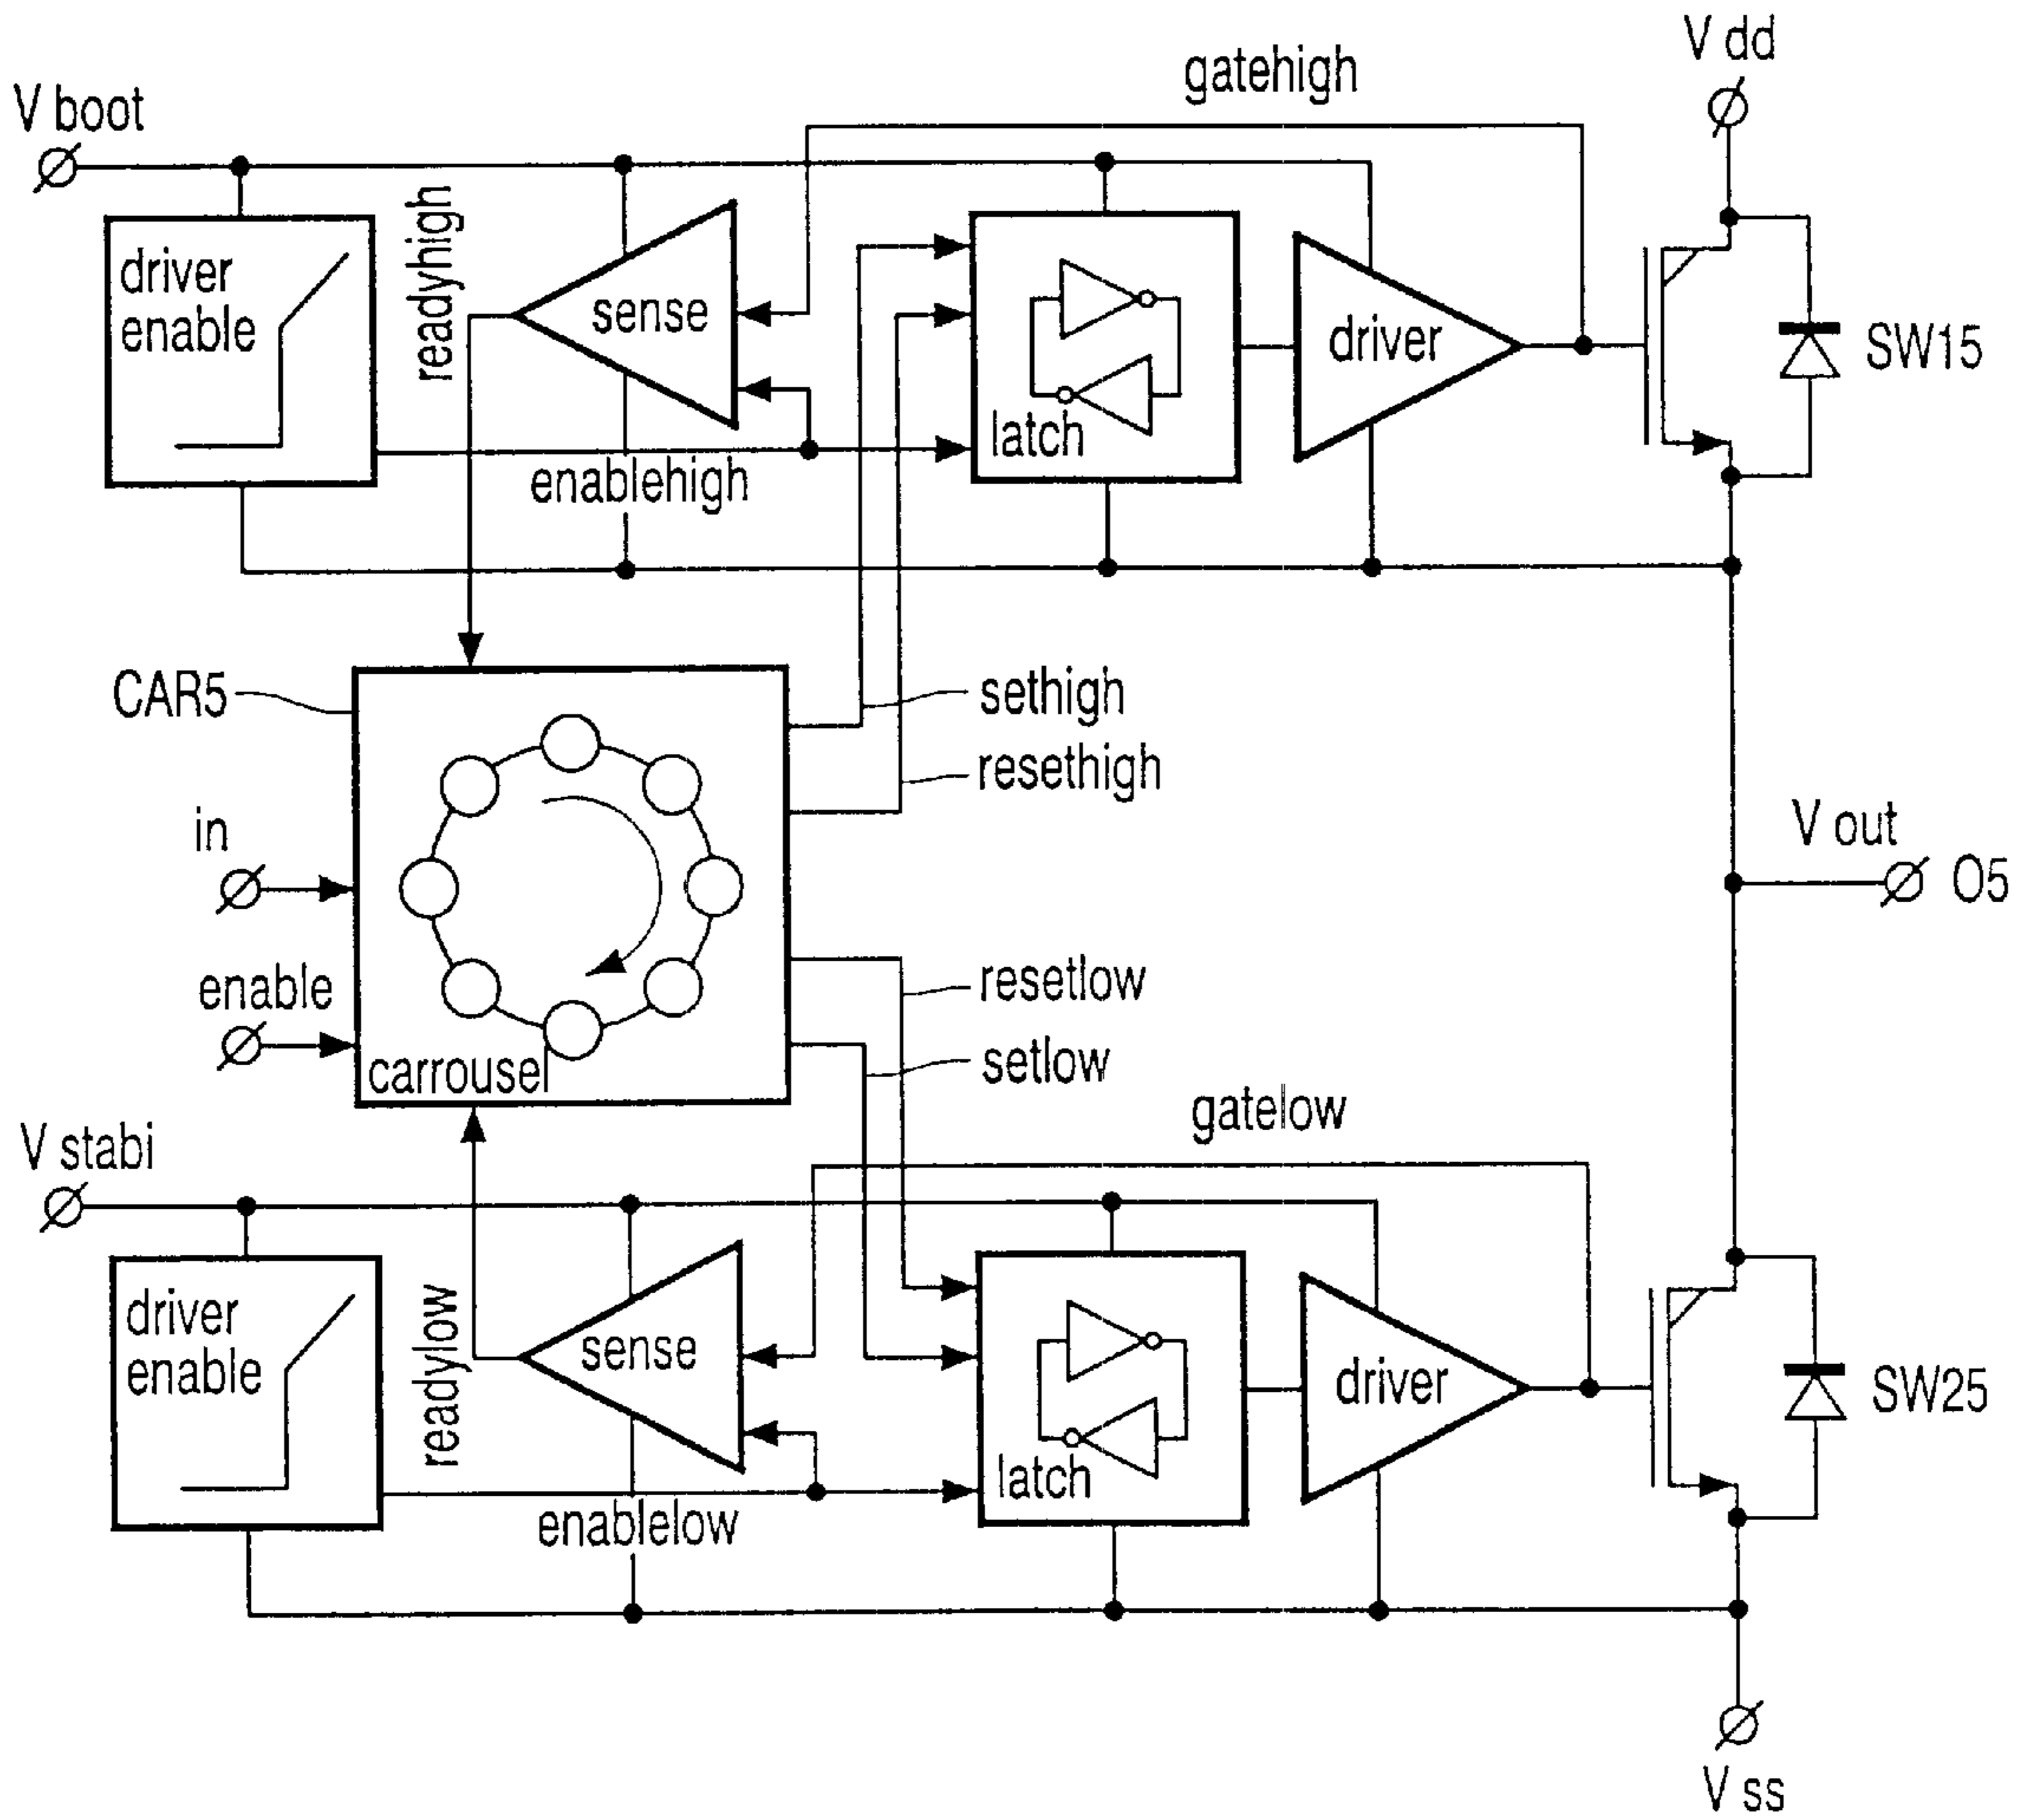 V dd
gatehigh
V boot
readyhigh
driver
enable
sense
driver
SW15
latch
enablehigh
CAR5
sethigh
resethigh
in
V out
O5
enable
resetlow
carrousel
setlow
gatelow
V stabi
readylow
driver
enable
sense
driver
SW25
latch
enablelow
V ss